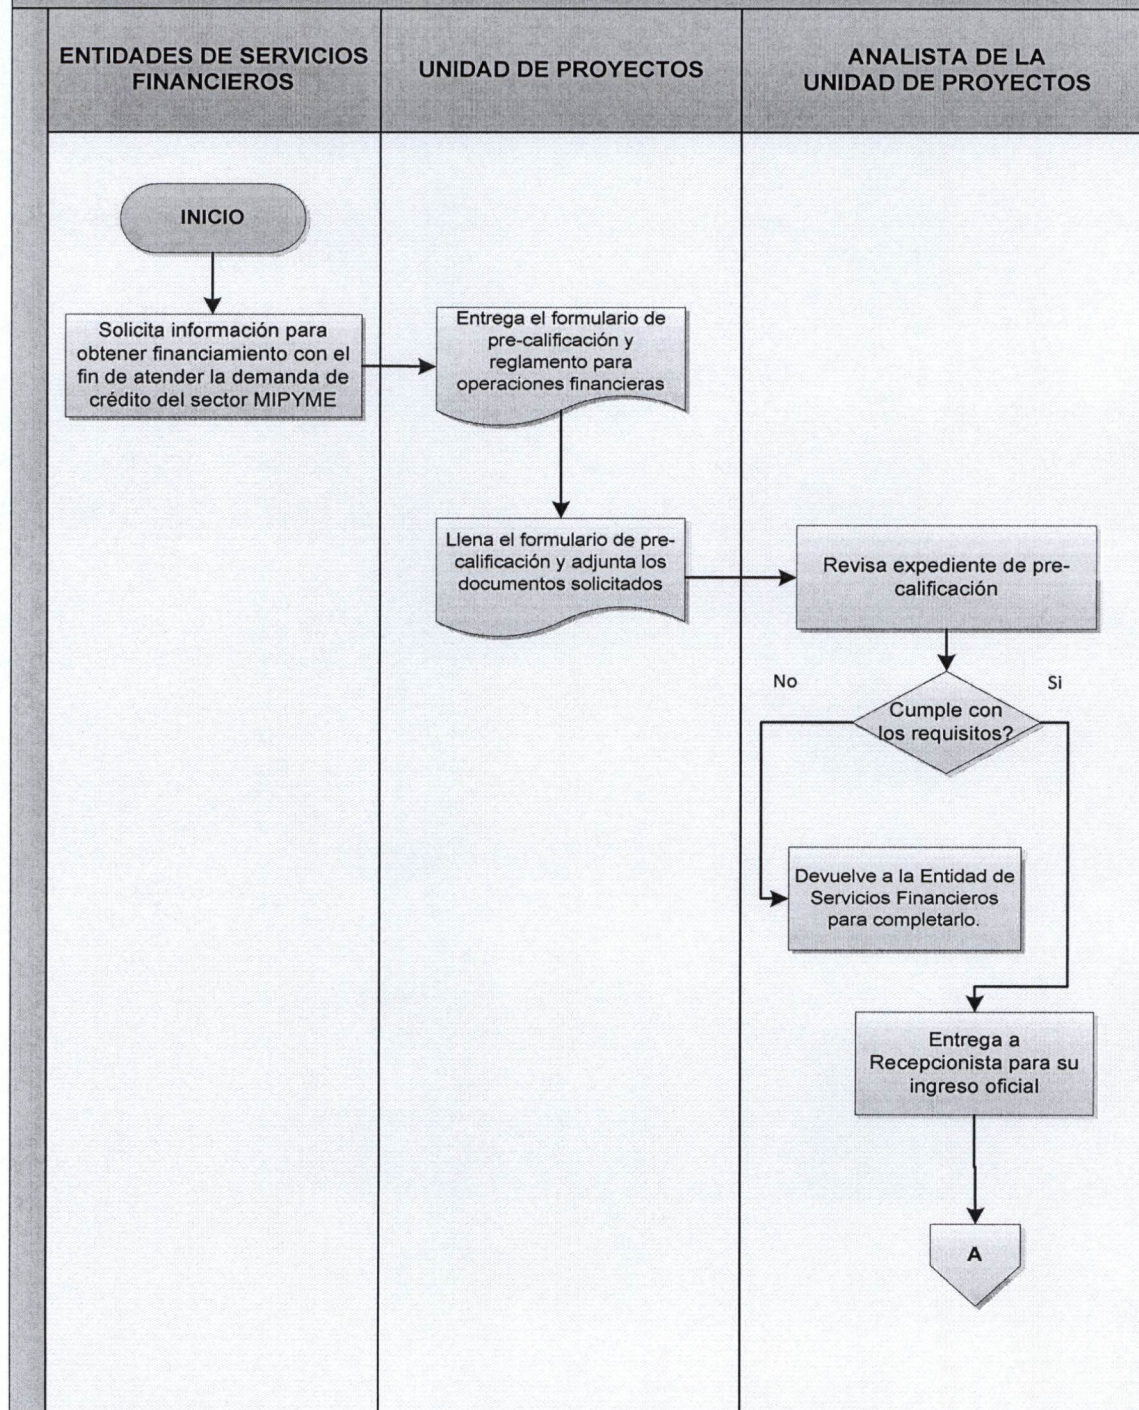 ENTIDADES DE SERVICIOS
FINANCIEROS
UNIDAD DE PROYECTOS
ANALISTA DE LA
UNIDAD DE PROYECTOS
INICIO
Solicita información para
obtener financiamiento con el
fin de atender la demanda de
crédito del sector MIPYME
Entrega el formulario de
pre-calificación y
reglamento para
operaciones financieras
Llena el formulario de pre-
calificación y adjunta los
documentos solicitados
Revisa expediente de pre-
calificación
No
Si
Cumple con
los requisitos?
Devuelve a la Entidad de
Servicios Financieros
para completarlo.
Entrega a
Recepcionista para su
ingreso oficial
A